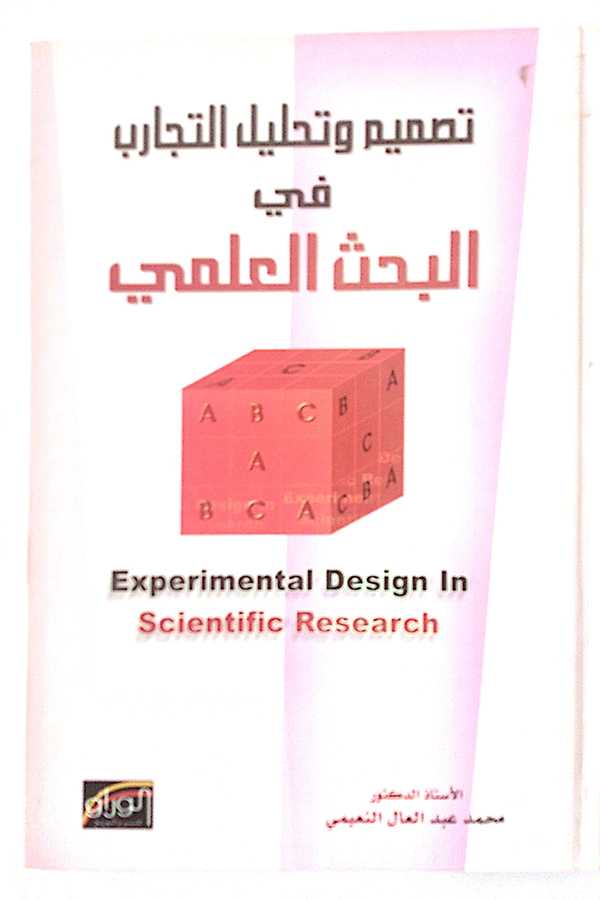 تصميم وتحليل التجارب
في
البحث العلمي
C
A B C
A
B C A
B A
C
C B A
Experimental Design In
Scientific Research
الوراق
الأستاذ الدكتور
محمد عبد العال النعيمي